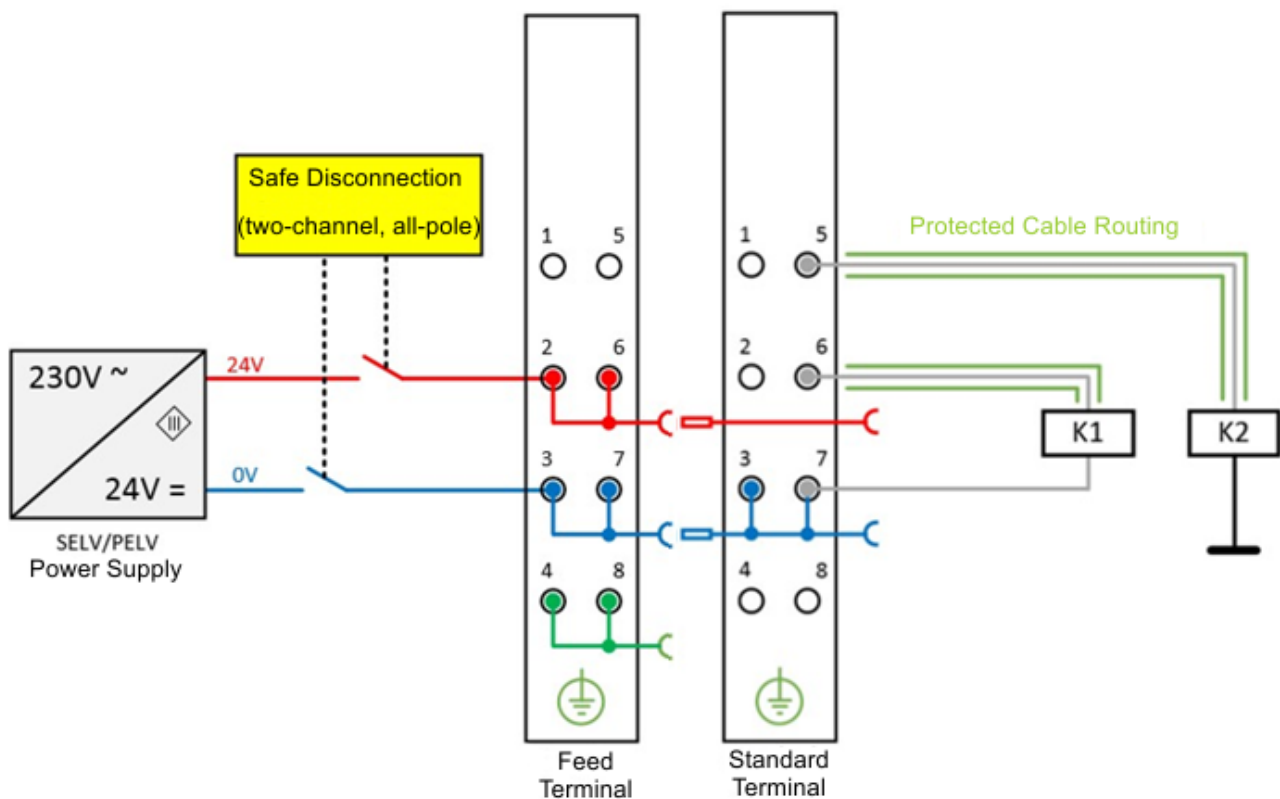 Safe Disconnection
(two-channel, all-pole)
230V ~
III
24V =
SELV/PELV
Power Supply
24V
0V
1 5
2 6
3 7
4 8
Feed
Terminal
1 5
2 6
3 7
4 8
Standard
Terminal
Protected Cable Routing
K1
K2